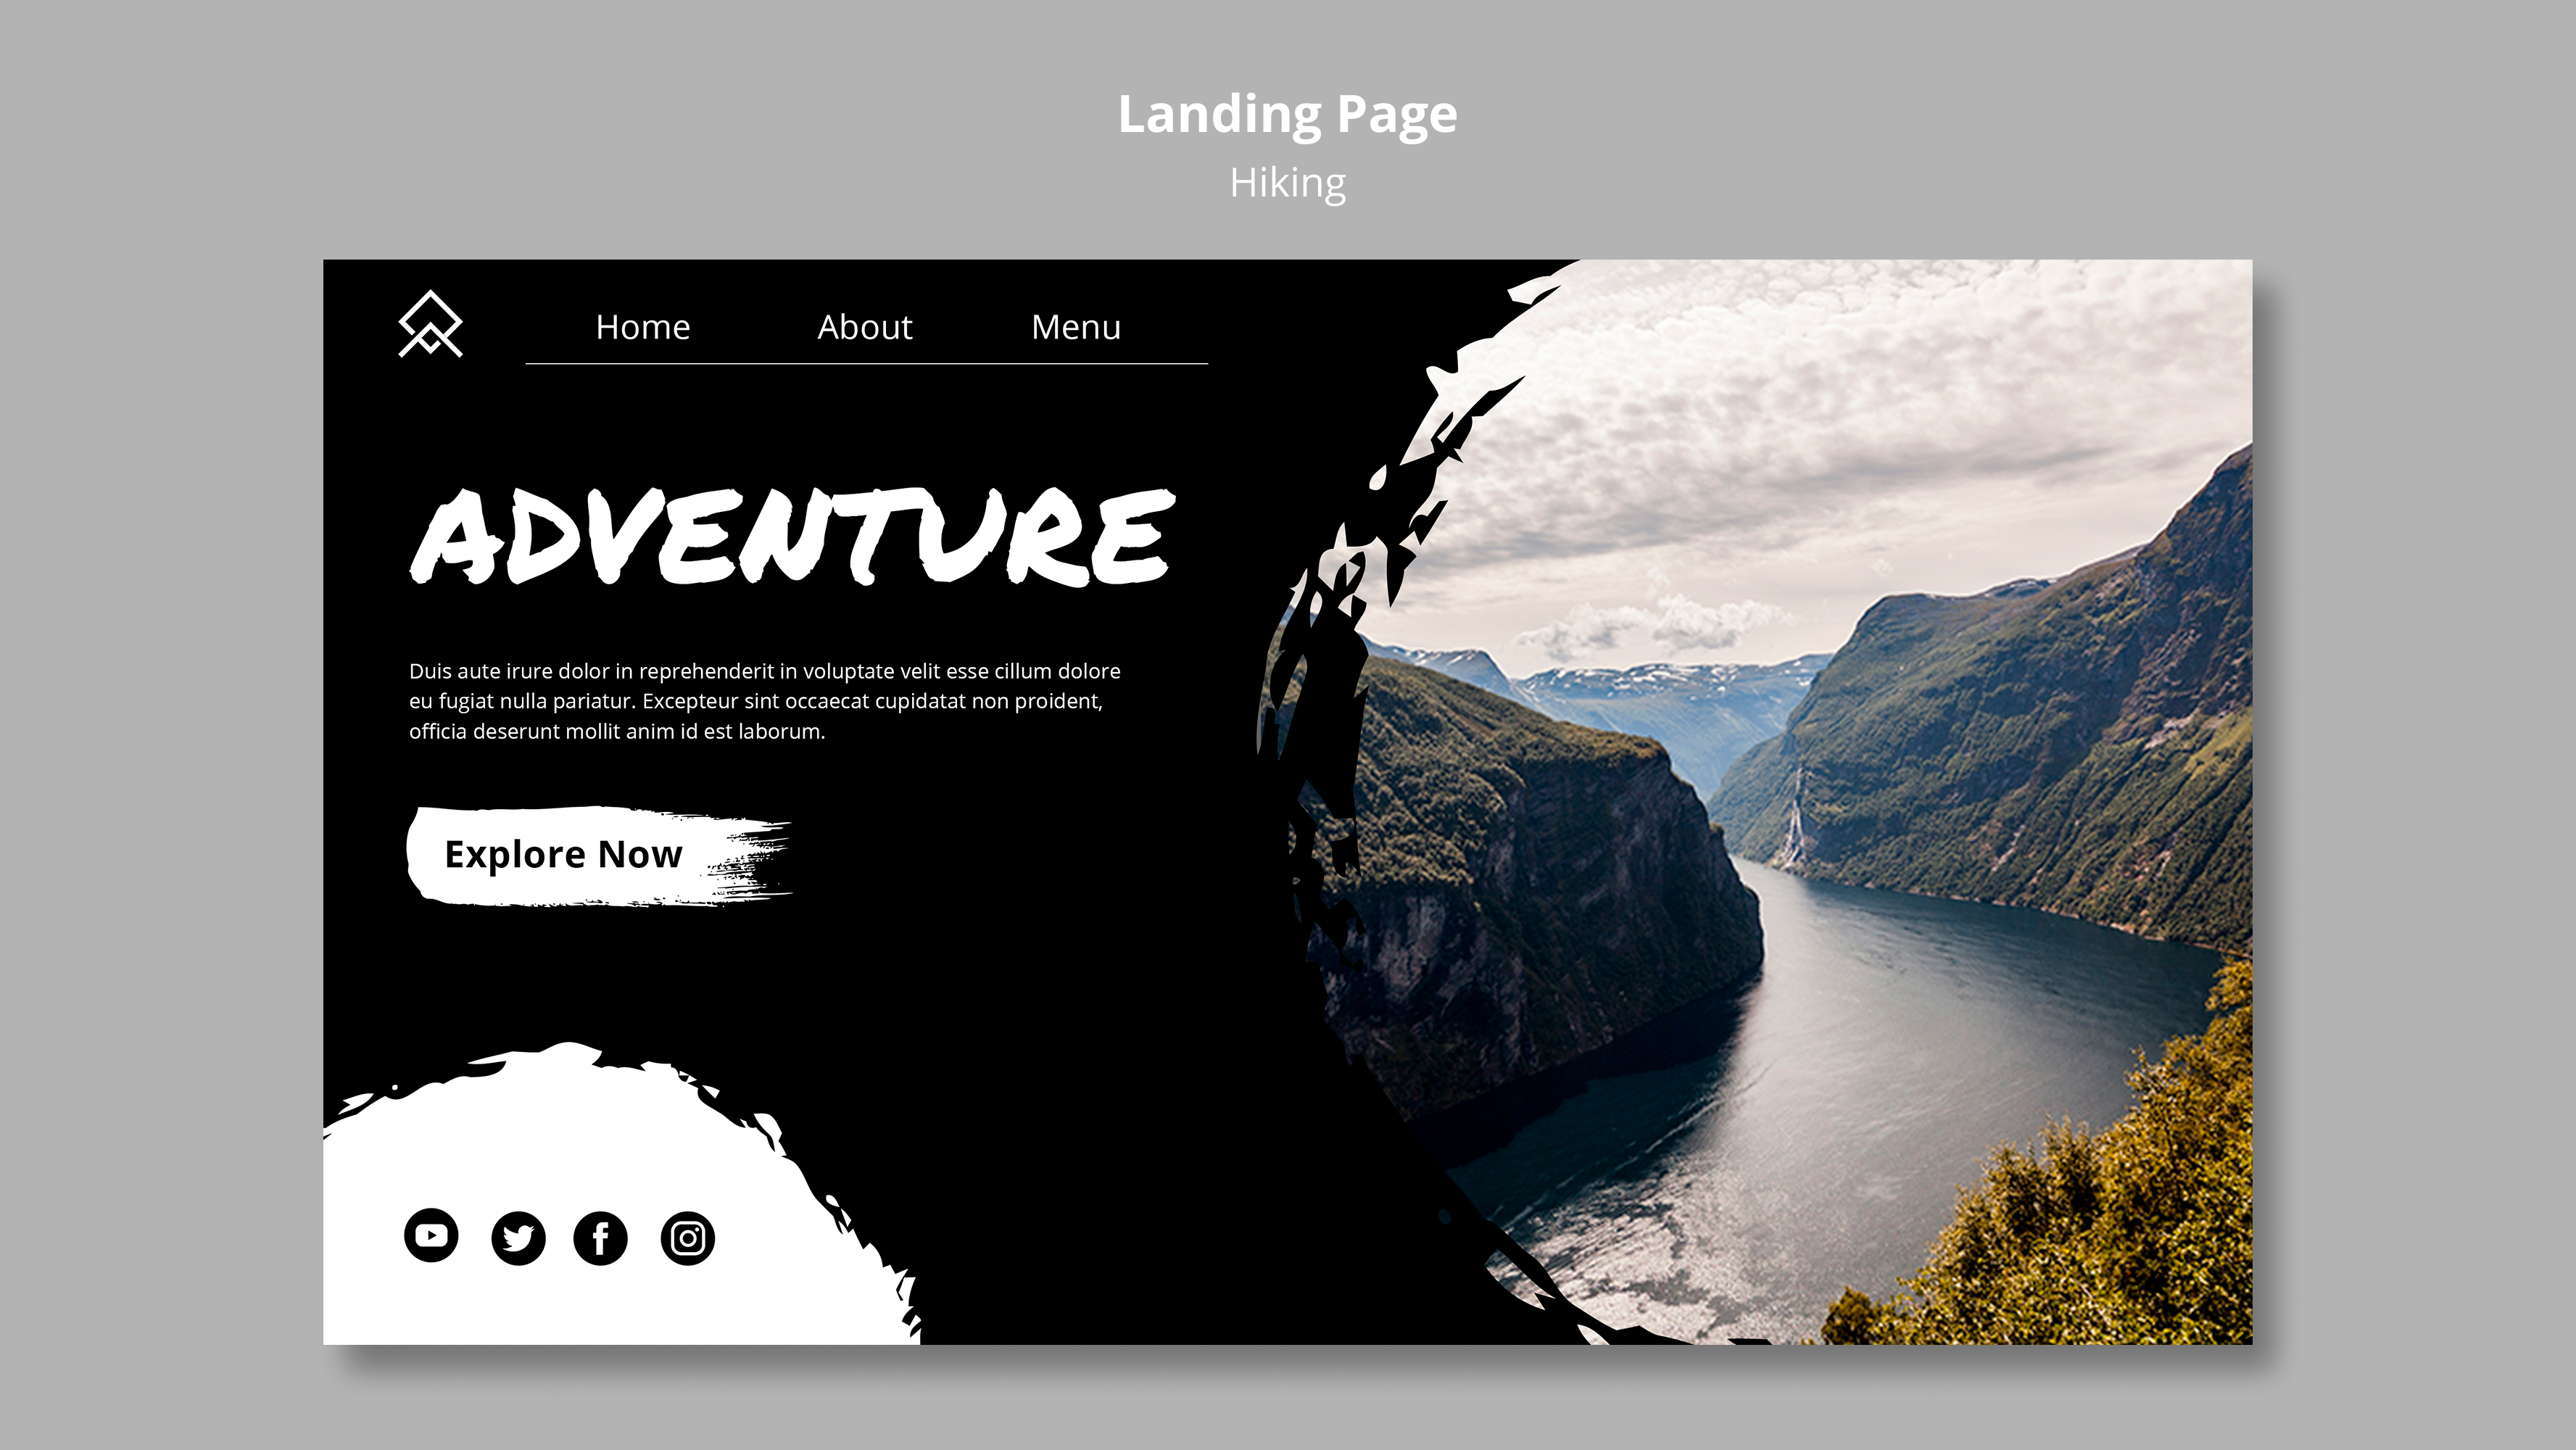 Landing Page
Hiking
Home About Menu
ADVENTURE
Duis aute irure dolor in reprehenderit in voluptate velit esse cillum dolore
eu fugiat nulla pariatur. Excepteur sint occaecat cupidatat non proident,
officia deserunt mollit anim id est laborum.
Explore Now